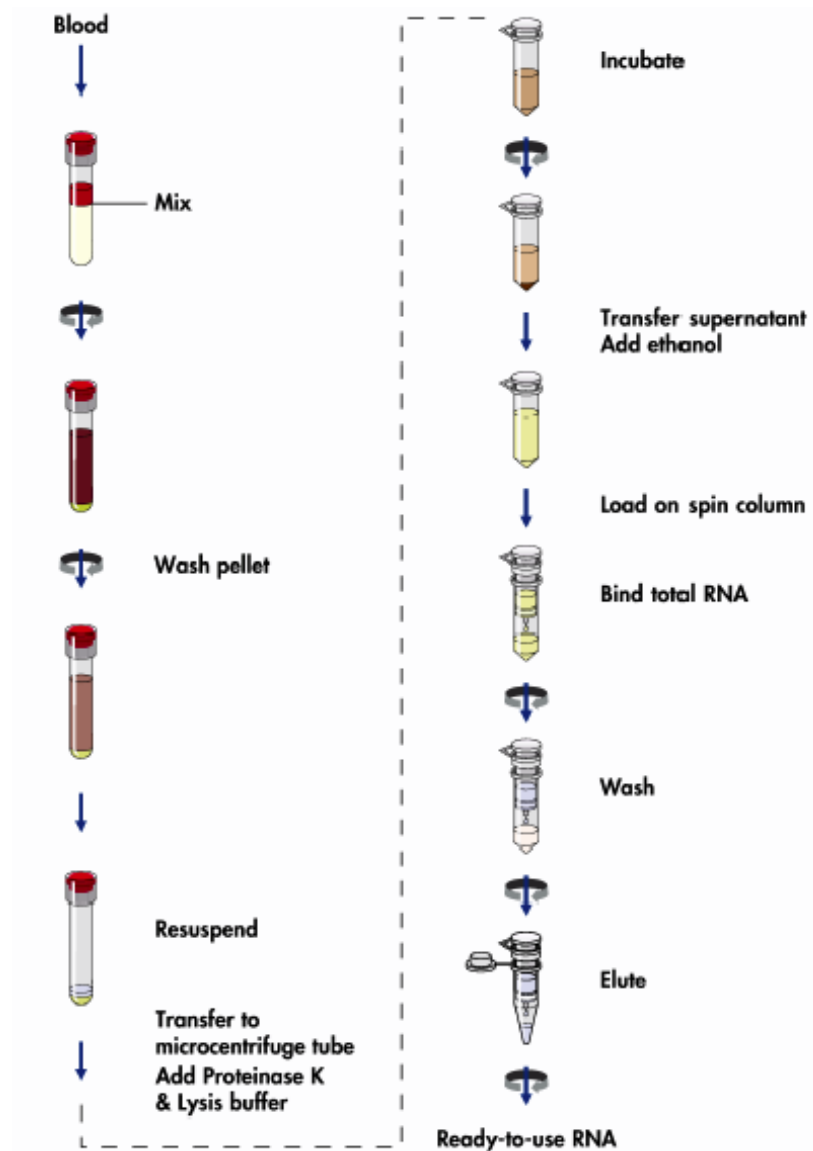 Blood
Mix
Wash pellet
Resuspend
Transfer to
microcentrifuge tube
Add Proteinase K
& Lysis buffer
Incubate
Transfer supernatant
Add ethanol
Load on spin column
Bind total RNA
Wash
Elute
Ready-to-use RNA